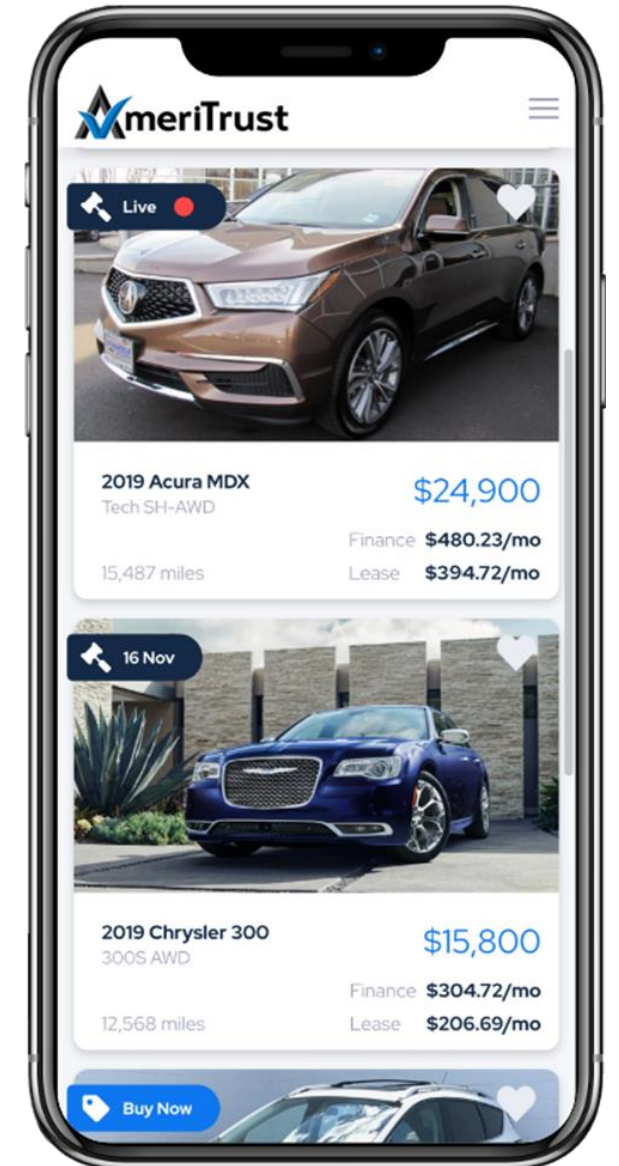 AmeriTrust
Live
2019 Acura MDX
$24,900
Tech SH-AWD
Finance $480.23/mo
15,487 miles
Lease $394.72/mo
16 Nov
2019 Chrysler 300
$15,800
300S AWD
Finance $304.72/mo
12,568 miles
Lease $206.69/mo
Buy Now